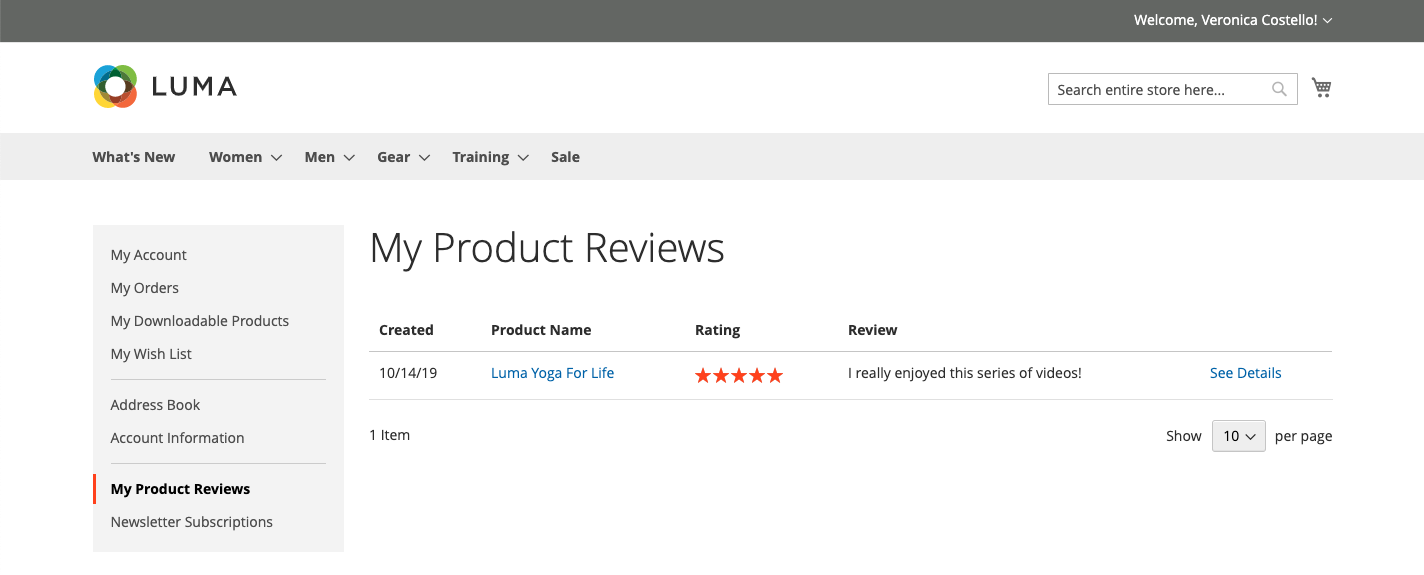 Welcome, Veronica Costello!
LUMA
Search entire store here...
What's New Women Men Gear Training Sale
My Account
My Orders
My Downloadable Products
My Wish List
Address Book
Account Information
My Product Reviews
Newsletter Subscriptions
My Product Reviews
Created Product Name Rating Review
10/14/19 Luma Yoga For Life I really enjoyed this series of videos! See Details
1 Item Show 10 per page